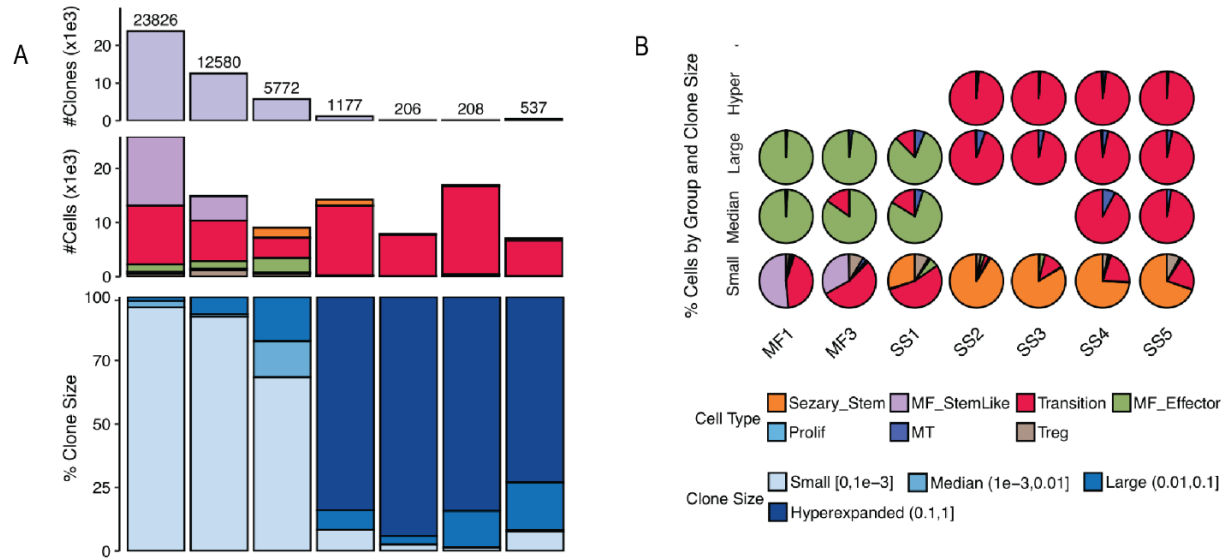 A
#Clones (x1e3)
20
10
0
23826
12580
5772
1177
206
208
537
#Cells (x1e3)
20
10
0
% Clone Size
100
70
50
25
0
B
% Cells by Group and Clone Size
-
Hyper
Large
Median
Small
MF1
MF3
SS1
SS2
SS3
SS4
SS5
Cell Type
Sezary_Stem
MF_StemLike
Transition
MF_Effector
Prolif
MT
Treg
Clone Size
Small [0,1e-3]
Median (1e-3,0.01]
Large (0.01,0.1]
Hyperexpanded (0.1,1]